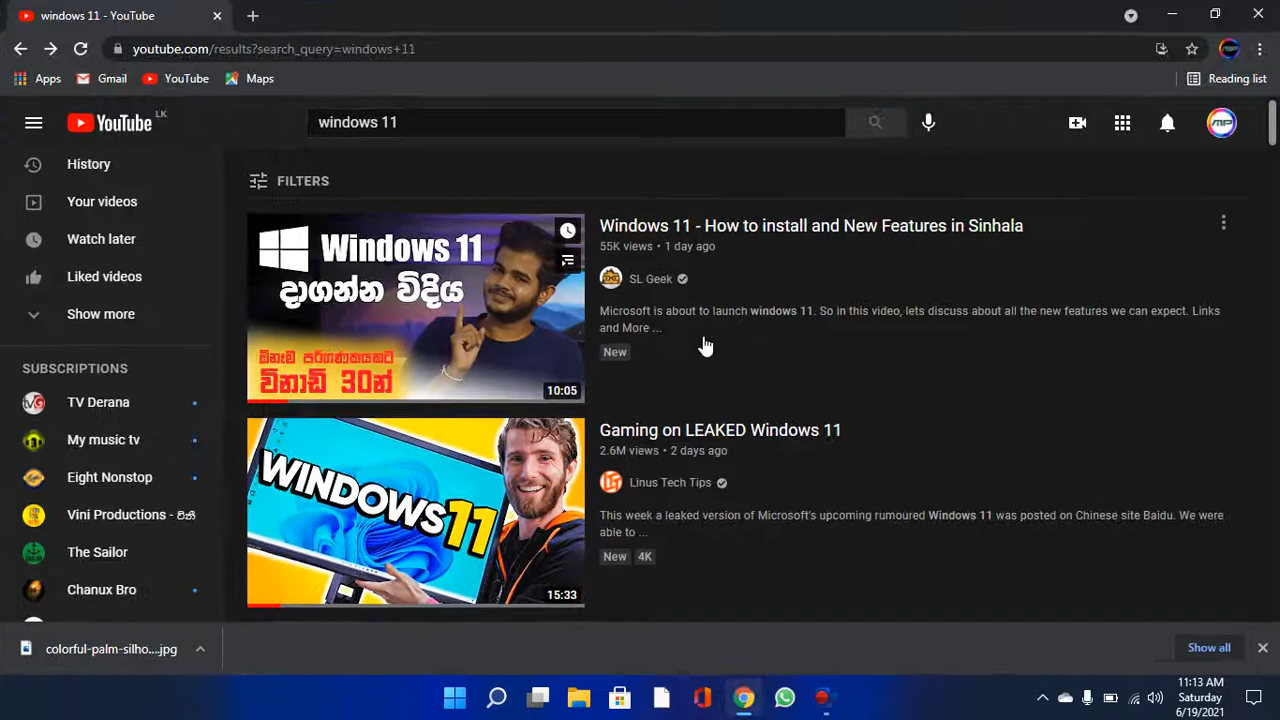 windows 11 - YouTube
youtube.com/results?search_query=windows+11
Apps
Gmail
YouTube
Maps
Reading list
YouTube
LK
windows 11
History
Your videos
Watch later
Liked videos
Show more
SUBSCRIPTIONS
TV Derana
My music tv
Eight Nonstop
Vini Productions - විනි
The Sailor
Chanux Bro
FILTERS
Windows 11
දාගන්න විදිය
ඕනෑම පරිගණකයකට
විනාඩි 30න්
10:05
Windows 11 - How to install and New Features in Sinhala
55K views • 1 day ago
SL Geek
Microsoft is about to launch windows 11. So in this video, lets discuss about all the new features we can expect. Links
and More ...
New
WINDOWS 11
15:33
Gaming on LEAKED Windows 11
2.6M views • 2 days ago
Linus Tech Tips
This week a leaked version of Microsoft's upcoming rumoured Windows 11 was posted on Chinese site Baidu. We were
able to ...
New
4K
colorful-palm-silho....jpg
Show all
11:13 AM
Saturday
6/19/2021